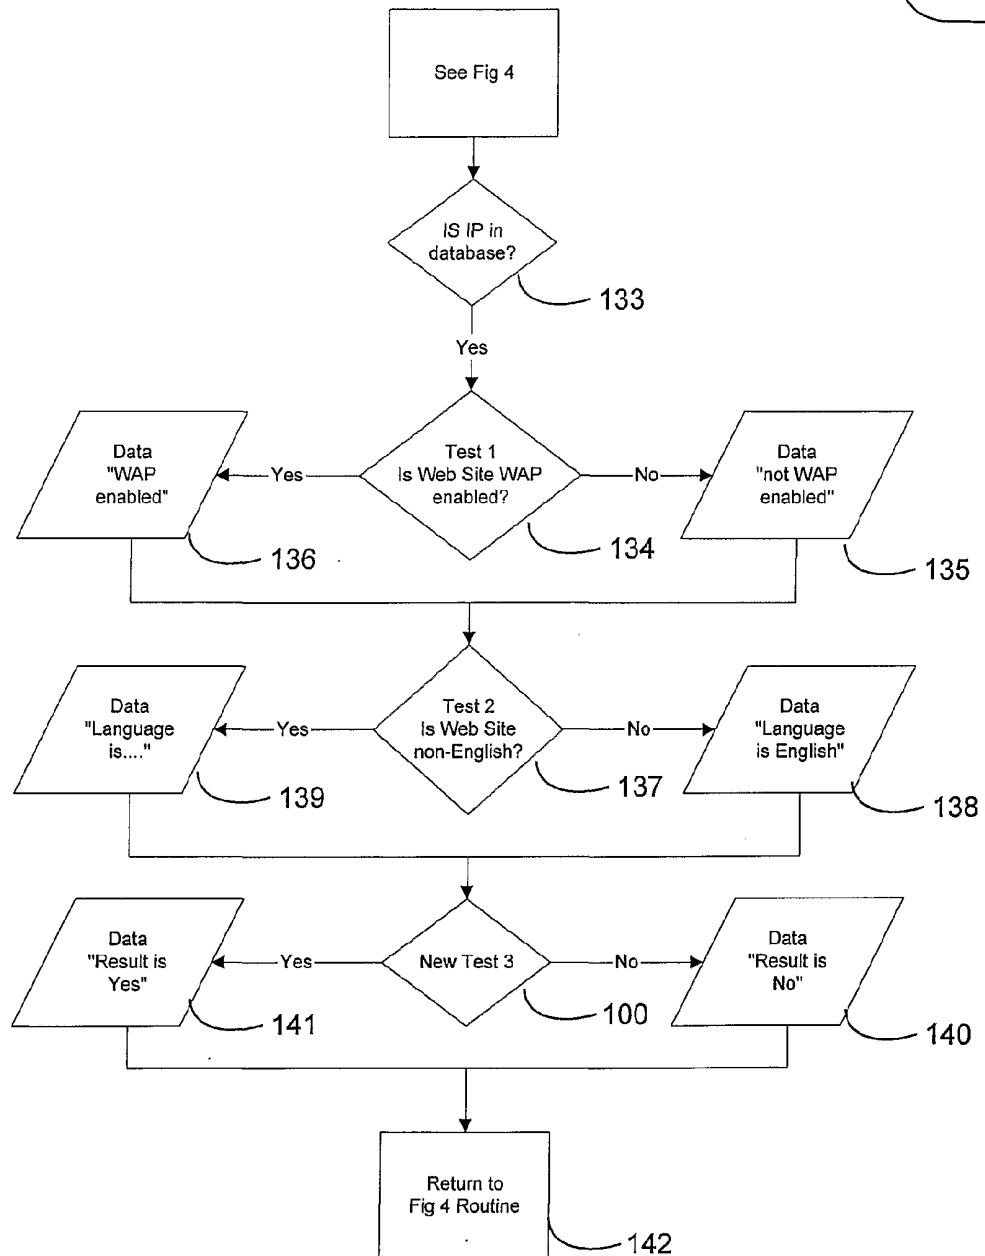 See Fig 4
IS IP in
database?
133
Yes
Data
"WAP
enabled"
Yes
Test 1
Is Web Site WAP
enabled?
No
Data
"not WAP
enabled"
136
134
135
Data
"Language
is...."
Yes
Test 2
Is Web Site
non-English?
No
Data
"Language
is English"
139
137
138
Data
"Result is
Yes"
Yes
New Test 3
No
Data
"Result is
No"
141
100
140
Return to
Fig 4 Routine
142